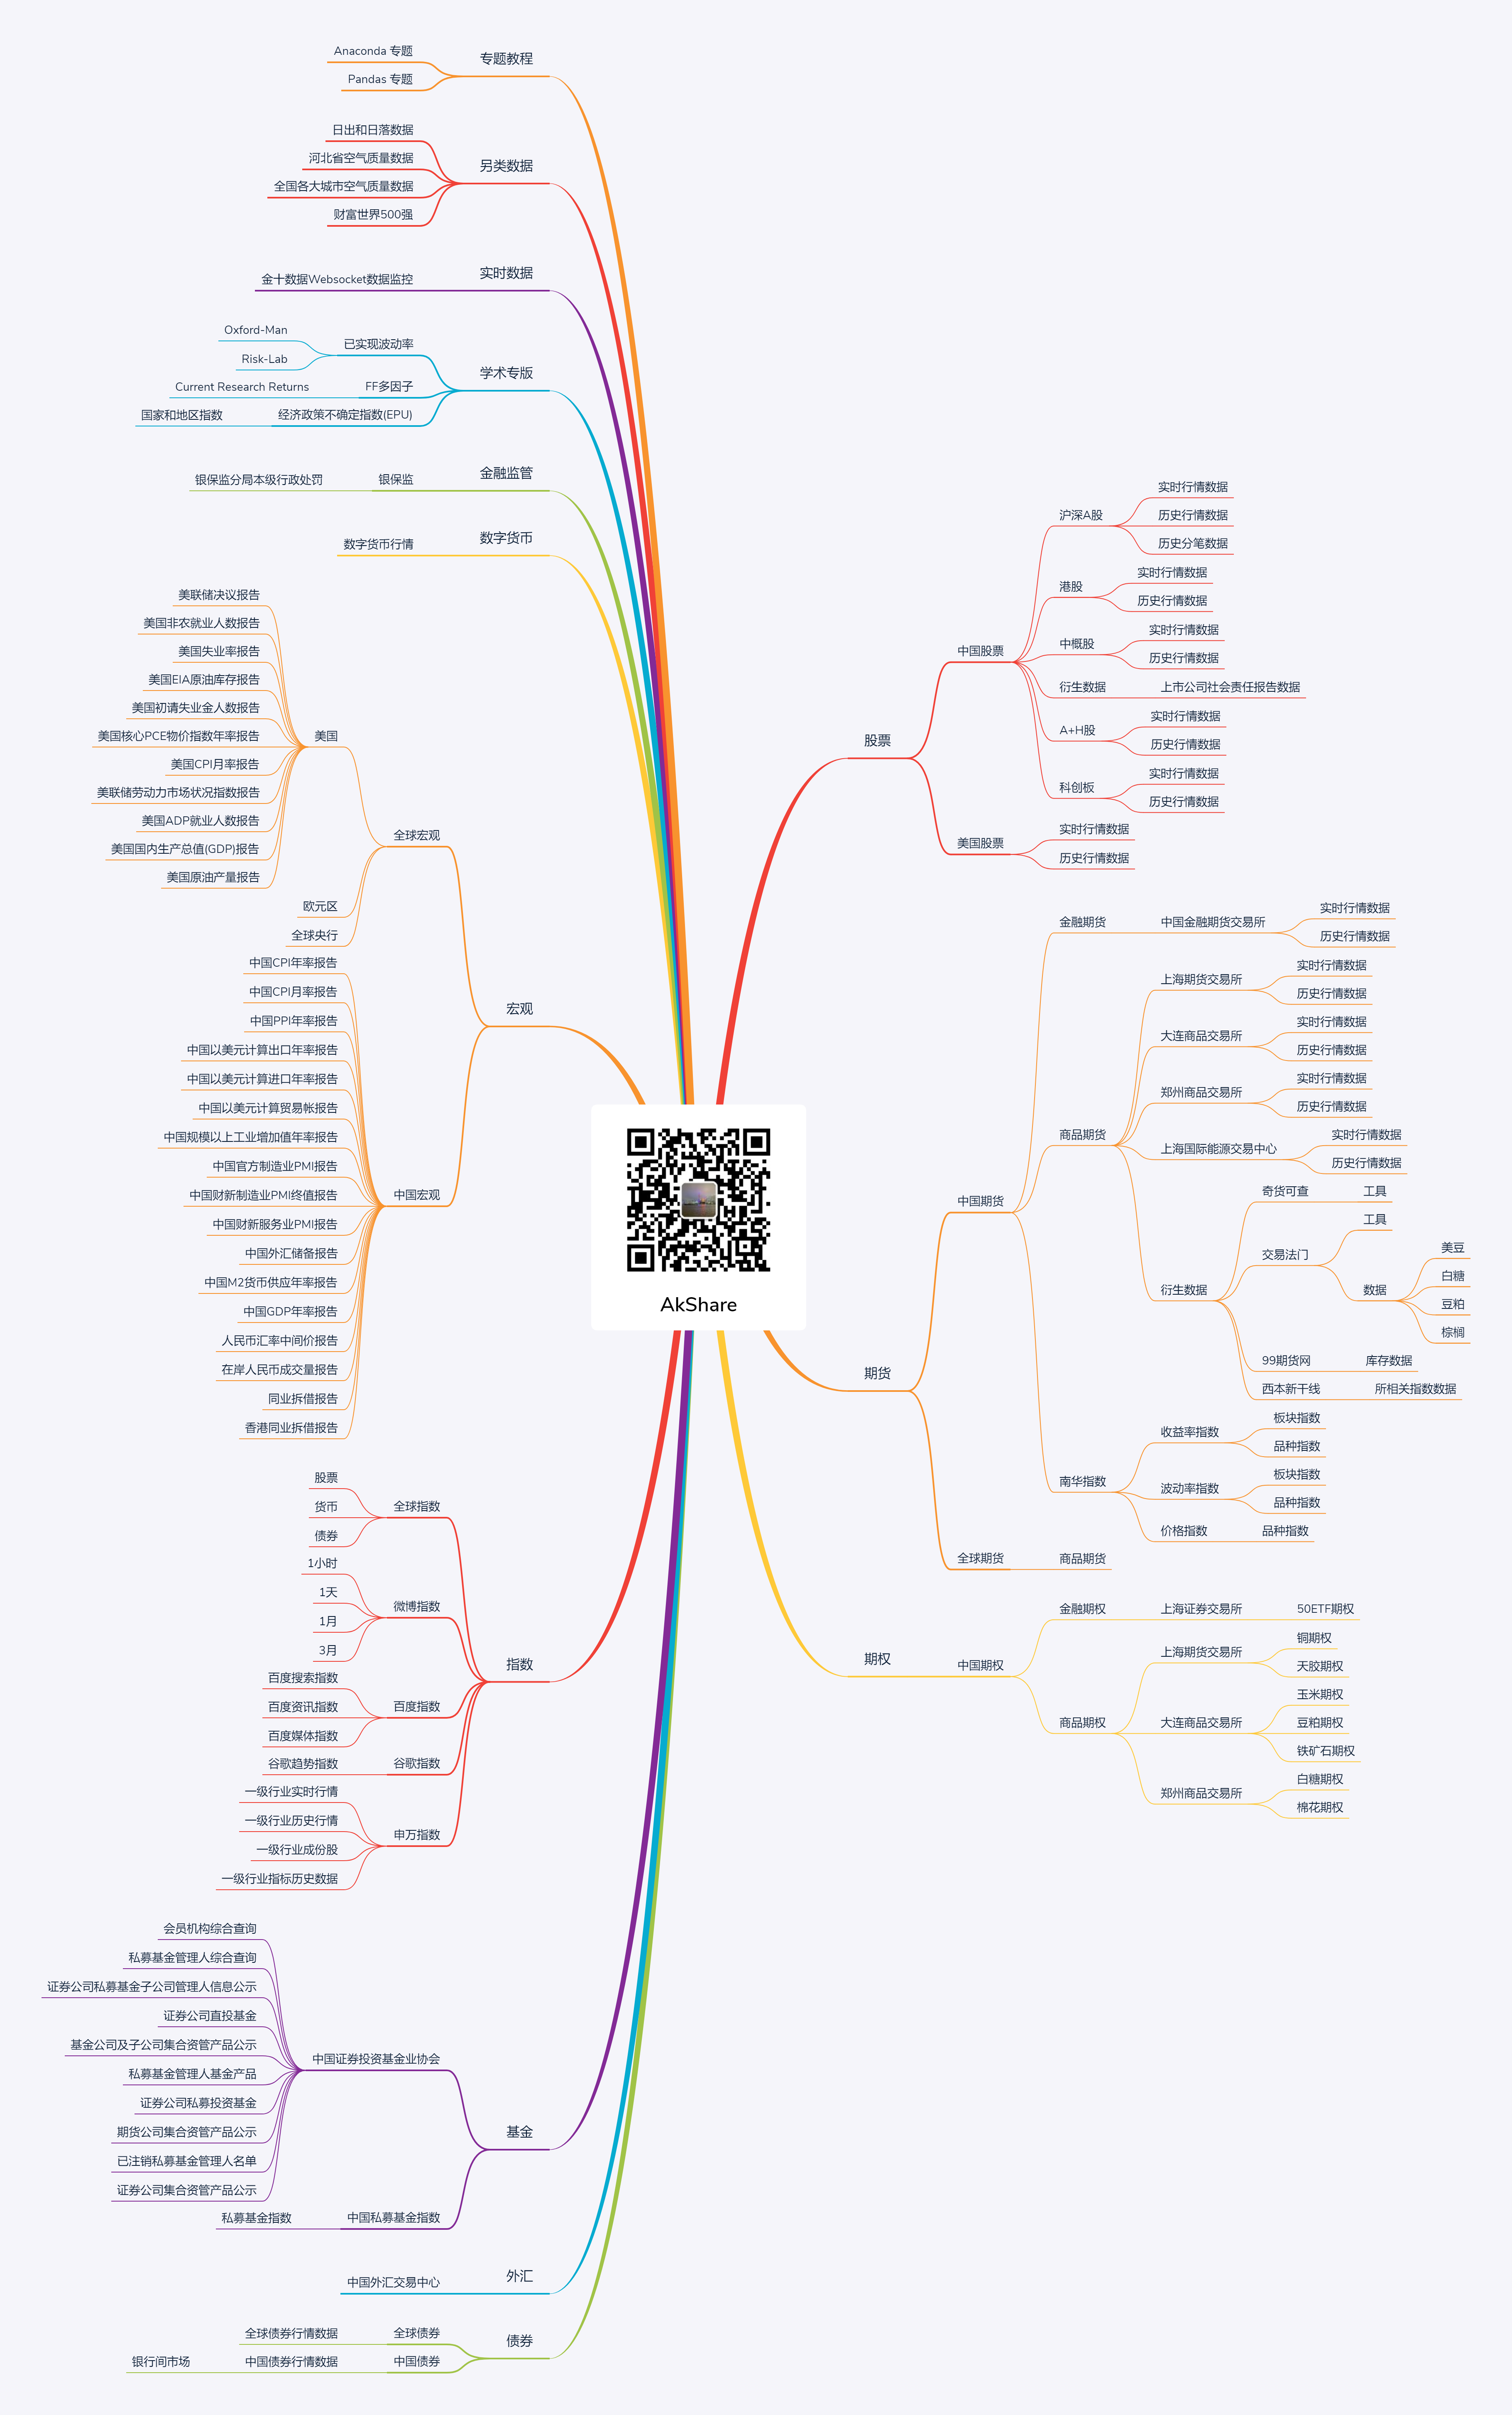 专题教程
Anaconda 专题
Pandas 专题
另类数据
日出和日落数据
河北省空气质量数据
全国各大城市空气质量数据
财富世界500强
实时数据
金十数据Websocket数据监控
学术专版
已实现波动率
Oxford-Man
Risk-Lab
FF多因子
Current Research Returns
经济政策不确定指数(EPU)
国家和地区指数
金融监管
银保监
银保监分局本级行政处罚
数字货币
数字货币行情
宏观
全球宏观
美国
美联储决议报告
美国非农就业人数报告
美国失业率报告
美国EIA原油库存报告
美国初请失业金人数报告
美国核心PCE物价指数年率报告
美国CPI月率报告
美联储劳动力市场状况指数报告
美国ADP就业人数报告
美国国内生产总值(GDP)报告
美国原油产量报告
欧元区
全球央行
中国宏观
中国CPI年率报告
中国CPI月率报告
中国PPI年率报告
中国以美元计算出口年率报告
中国以美元计算进口年率报告
中国以美元计算贸易帐报告
中国规模以上工业增加值年率报告
中国官方制造业PMI报告
中国财新制造业PMI终值报告
中国财新服务业PMI报告
中国外汇储备报告
中国M2货币供应年率报告
中国GDP年率报告
人民币汇率中间价报告
在岸人民币成交量报告
同业拆借报告
香港同业拆借报告
指数
全球指数
股票
货币
债券
微博指数
1小时
1天
1月
3月
百度指数
百度搜索指数
百度资讯指数
百度媒体指数
谷歌指数
谷歌趋势指数
申万指数
一级行业实时行情
一级行业历史行情
一级行业成份股
一级行业指标历史数据
基金
中国证券投资基金业协会
会员机构综合查询
私募基金管理人综合查询
证券公司私募基金子公司管理人信息公示
证券公司直投基金
基金公司及子公司集合资管产品公示
私募基金管理人基金产品
证券公司私募投资基金
期货公司集合资管产品公示
已注销私募基金管理人名单
证券公司集合资管产品公示
中国私募基金指数
私募基金指数
外汇
中国外汇交易中心
债券
全球债券
全球债券行情数据
中国债券
中国债券行情数据
银行间市场
AkShare
股票
中国股票
沪深A股
实时行情数据
历史行情数据
历史分笔数据
港股
实时行情数据
历史行情数据
中概股
实时行情数据
历史行情数据
衍生数据
上市公司社会责任报告数据
A+H股
实时行情数据
历史行情数据
科创板
实时行情数据
历史行情数据
美国股票
实时行情数据
历史行情数据
期货
中国期货
金融期货
中国金融期货交易所
实时行情数据
历史行情数据
商品期货
上海期货交易所
实时行情数据
历史行情数据
大连商品交易所
实时行情数据
历史行情数据
郑州商品交易所
实时行情数据
历史行情数据
上海国际能源交易中心
实时行情数据
历史行情数据
衍生数据
奇货可查
工具
交易法门
工具
数据
美豆
白糖
豆粕
棕榈
99期货网
库存数据
西本新干线
所相关指数数据
南华指数
收益率指数
板块指数
品种指数
波动率指数
板块指数
品种指数
价格指数
品种指数
全球期货
商品期货
期权
中国期权
金融期权
上海证券交易所
50ETF期权
商品期权
上海期货交易所
铜期权
天胶期权
大连商品交易所
玉米期权
豆粕期权
铁矿石期权
郑州商品交易所
白糖期权
棉花期权